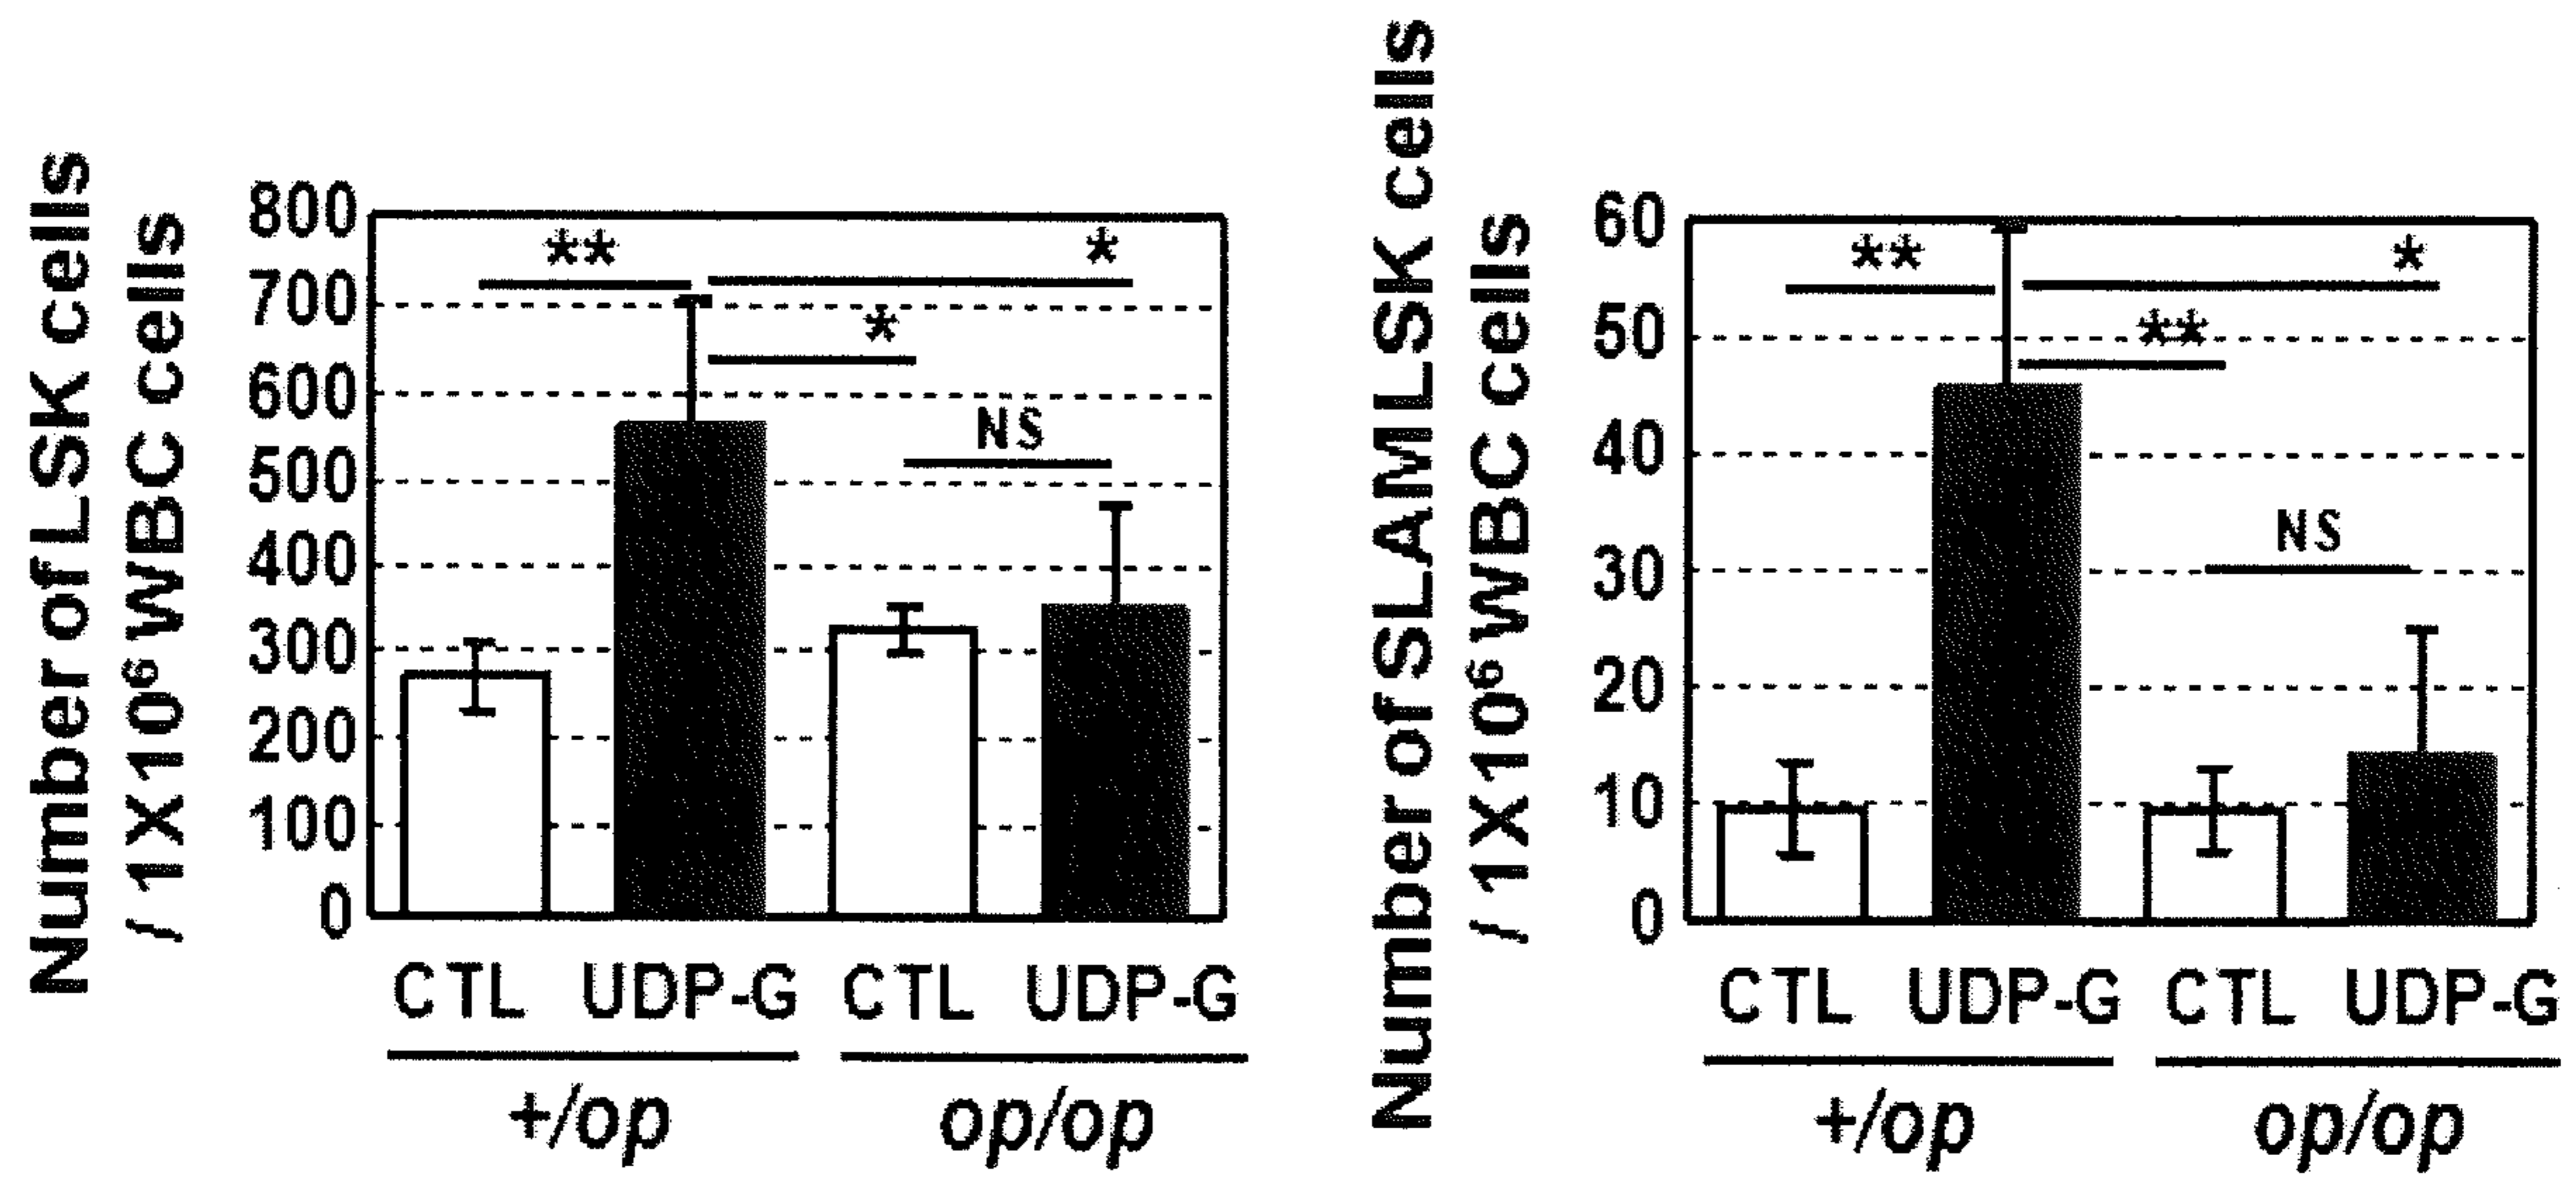 Number of LSK cells
/ 1X10⁶ WBC cells
800
700
600
500
400
300
200
100
0
**
*
*
NS
CTL UDP-G CTL UDP-G
+/op op/op
Number of SLAM LSK cells
/ 1X10⁶ WBC cells
60
50
40
30
20
10
0
**
*
**
NS
CTL UDP-G CTL UDP-G
+/op op/op